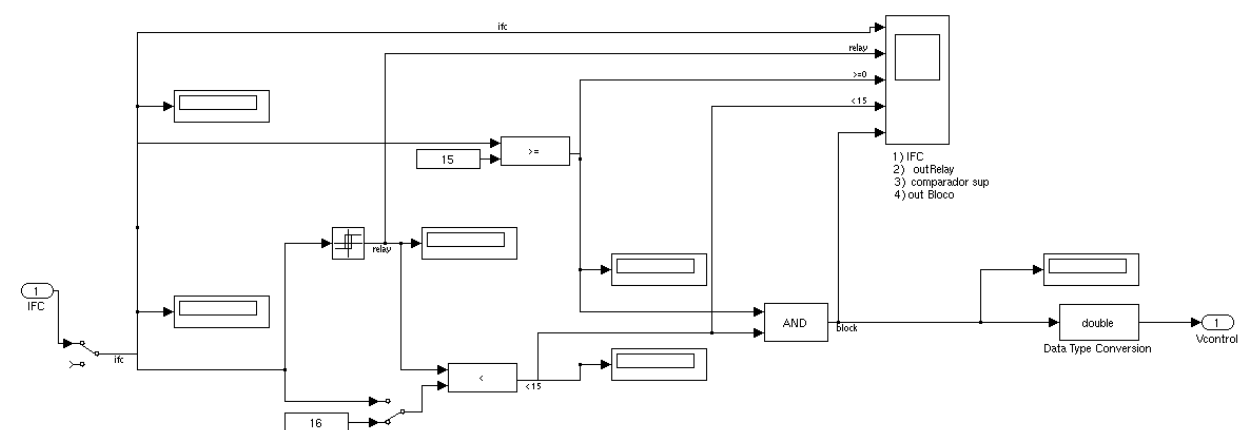 ifc
relay
>=0
<15
15
>=
1) IFC
2) outRelay
3) comparador sup
4) out Bloco
relay
1
IFC
ifc
AND
block
double
Data Type Conversion
1
Vcontrol
<
<15
16